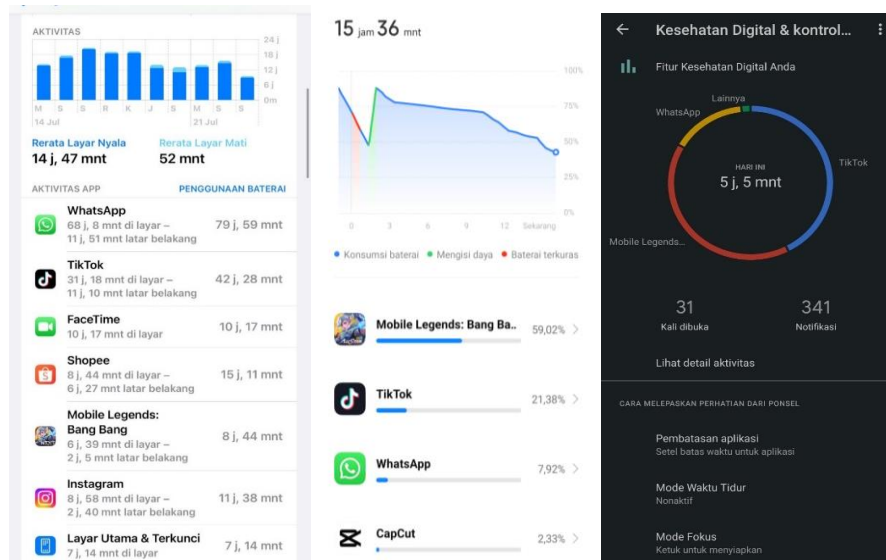 AKTIVITAS
24 j
18 j
12 j
6 j
0m
M S S R K J S M S S
14 Jul 21 Jul
Rerata Layar Nyala
14 j, 47 mnt
Rerata Layar Mati
52 mnt
AKTIVITAS APP PENGGUNAAN BATERAI
WhatsApp
68 j, 8 mnt di layar –
11 j, 51 mnt latar belakang
79 j, 59 mnt
TikTok
31 j, 18 mnt di layar –
11 j, 10 mnt latar belakang
42 j, 28 mnt
FaceTime
10 j, 17 mnt di layar
10 j, 17 mnt
Shopee
8 j, 44 mnt di layar –
6 j, 27 mnt latar belakang
15 j, 11 mnt
Mobile Legends:
Bang Bang
6 j, 39 mnt di layar –
2 j, 5 mnt latar belakang
8 j, 44 mnt
Instagram
8 j, 58 mnt di layar –
2 j, 40 mnt latar belakang
11 j, 38 mnt
Layar Utama & Terkunci
7 j, 14 mnt di layar
7 j, 14 mnt
15 jam 36 mnt
100%
75%
50%
25%
0%
0 3 6 9 12 Sekarang
Konsumsi baterai Mengisi daya Baterai terkuras
Mobile Legends: Bang Ba..
59,02%
TikTok
21,38%
WhatsApp
7,92%
CapCut
2,33%
Kesehatan Digital & kontrol...
Fitur Kesehatan Digital Anda
Lainnya
WhatsApp
TikTok
HARI INI
5 j, 5 mnt
Mobile Legends...
31
Kali dibuka
341
Notifikasi
Lihat detail aktivitas
CARA MELEPASKAN PERHATIAN DARI PONSEL
Pembatasan aplikasi
Setel batas waktu untuk aplikasi
Mode Waktu Tidur
Nonaktif
Mode Fokus
Ketuk untuk menyiapkan